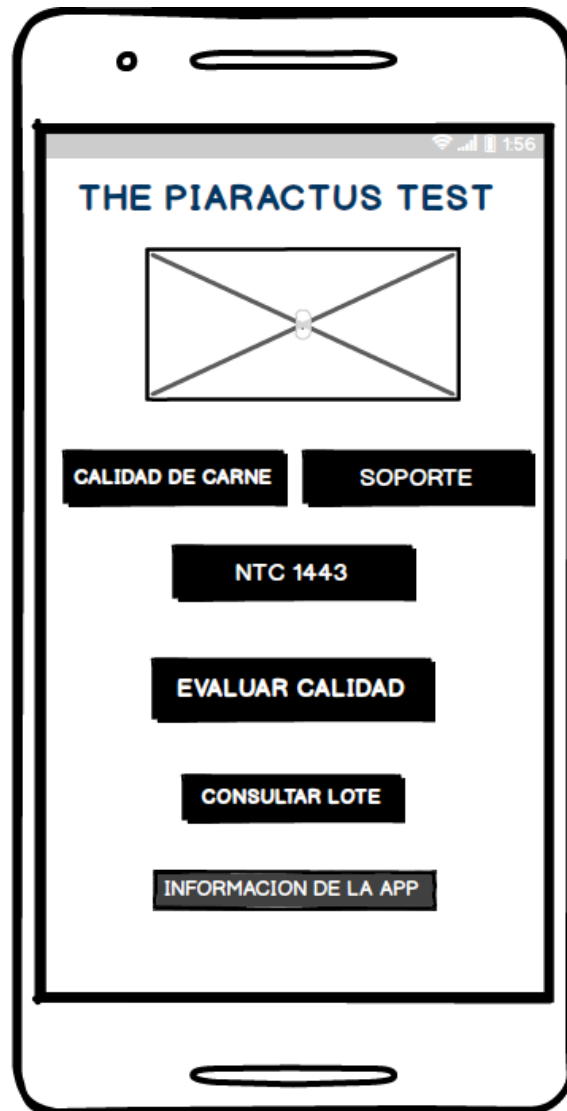 1:56
THE PIARACTUS TEST
CALIDAD DE CARNE
SOPORTE
NTC 1443
EVALUAR CALIDAD
CONSULTAR LOTE
INFORMACION DE LA APP